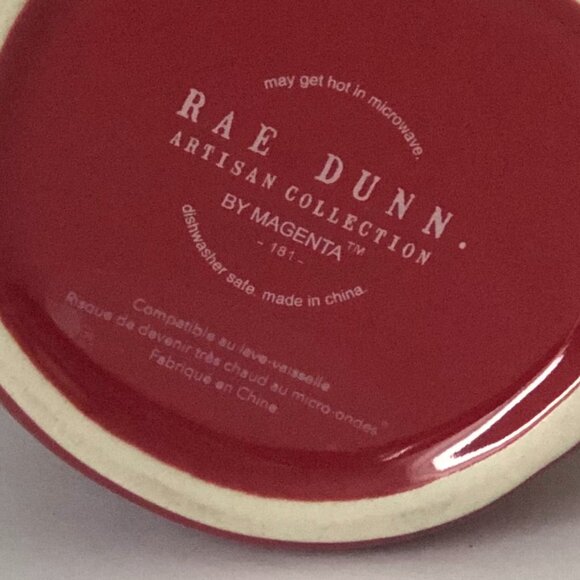 may get hot in microwave.
RAE DUNN.
ARTISAN COLLECTION
BY MAGENTA™
- 181 -
dishwasher safe. made in china.
Compatible au lave-vaisselle
Risque de devenir très chaud au micro-ondes
Fabriqué en Chine